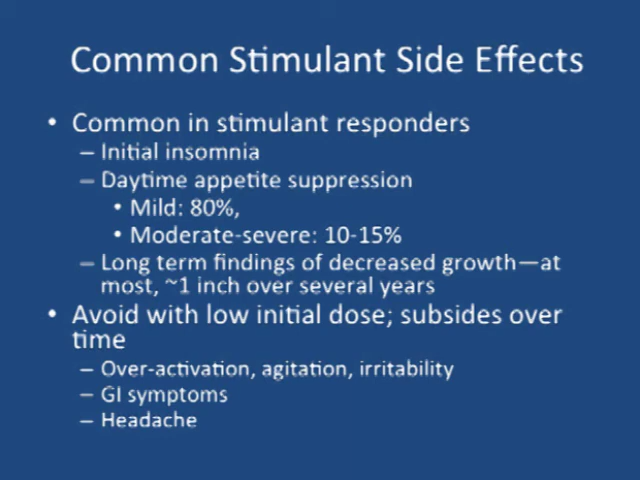 Common Stimulant Side Effects
• Common in stimulant responders
– Initial insomnia
– Daytime appetite suppression
• Mild: 80%,
• Moderate-severe: 10-15%
– Long term findings of decreased growth—at
most, ~1 inch over several years
• Avoid with low initial dose; subsides over
time
– Over-activation, agitation, irritability
– GI symptoms
– Headache